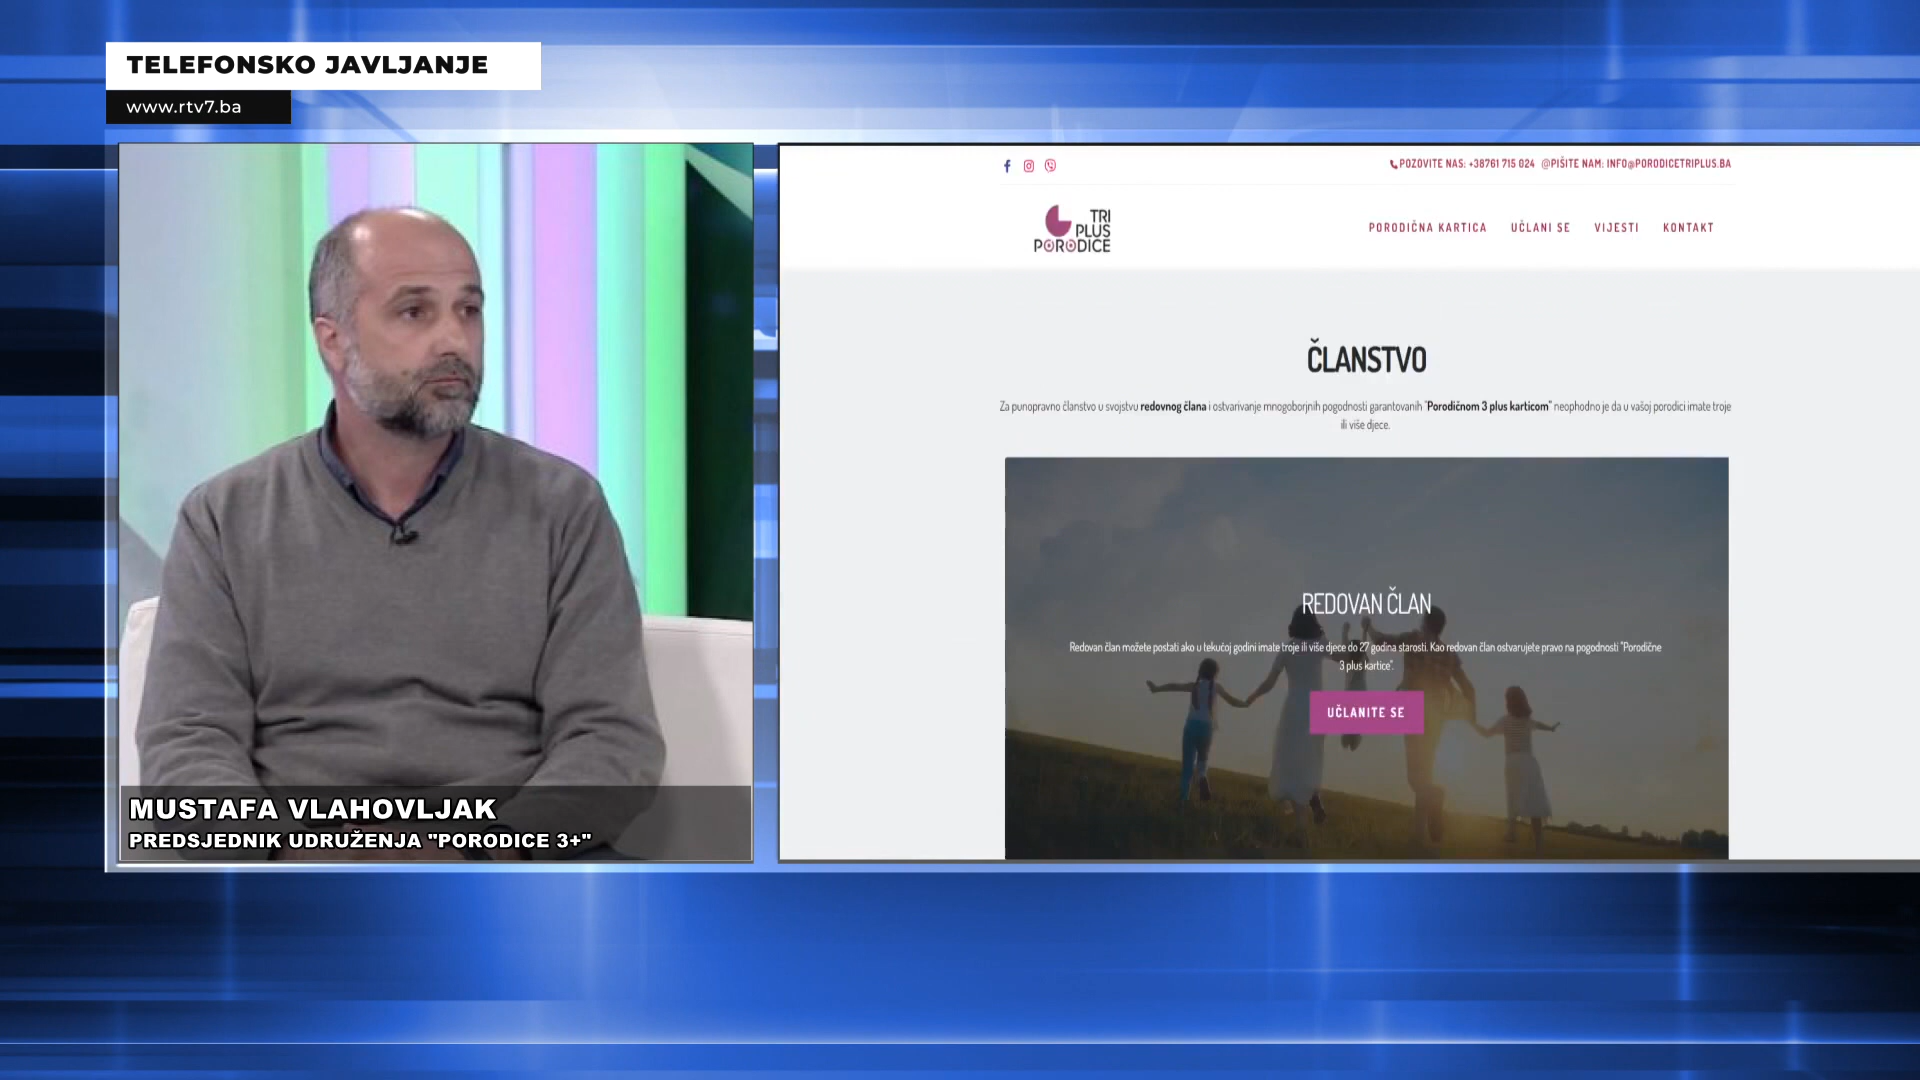 TELEFONSKO JAVLJANJE
www.rtv7.ba
POZOVITE NAS: +38761 715 024 @PIŠITE NAM: INFO@PORODICETRIPLUS.BA
TRI
PLUS
PORODICE
PORODIČNA KARTICA UČLANI SE VIJESTI KONTAKT
ČLANSTVO
Za punopravno članstvo u svojstvu redovnog člana i ostvarivanje mnogoborjnih pogodnosti garantovanih "Porodičnom 3 plus karticom" neophodno je da u vašoj porodici imate troje
ili više djece.
REDOVAN ČLAN
Redovan član možete postati ako u tekućoj godini imate troje ili više djece do 27 godina starosti. Kao redovan član ostvarujete pravo na pogodnosti "Porodične
3 plus kartice".
UČLANITE SE
MUSTAFA VLAHOVLJAK
PREDSJEDNIK UDRUŽENJA "PORODICE 3+"